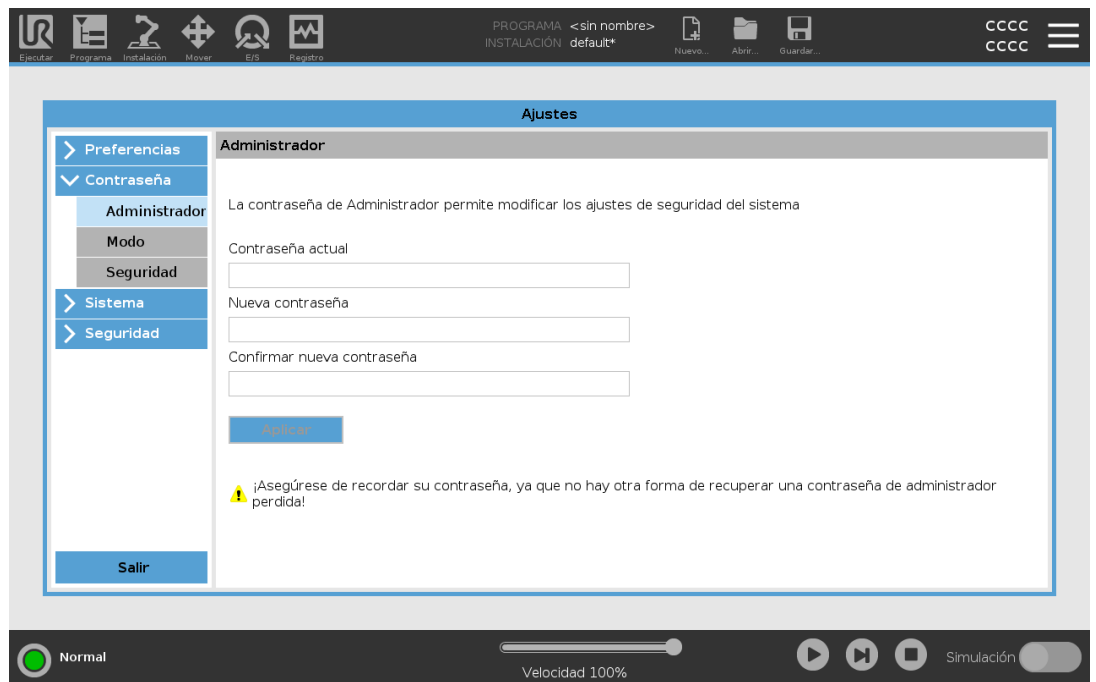 PROGRAMA <sin nombre>
INSTALACIÓN default*
UR
Ejecutar
Programa
Instalación
Mover
E/S
Registro
Nuevo...
Abrir...
Guardar...
CCCC
CCCC
Ajustes
Preferencias
Contraseña
Administrador
Modo
Seguridad
Sistema
Seguridad
Salir
Administrador
La contraseña de Administrador permite modificar los ajustes de seguridad del sistema
Contraseña actual
Nueva contraseña
Confirmar nueva contraseña
Aplicar
¡Asegúrese de recordar su contraseña, ya que no hay otra forma de recuperar una contraseña de administrador
perdida!
Normal
Velocidad 100%
Simulación